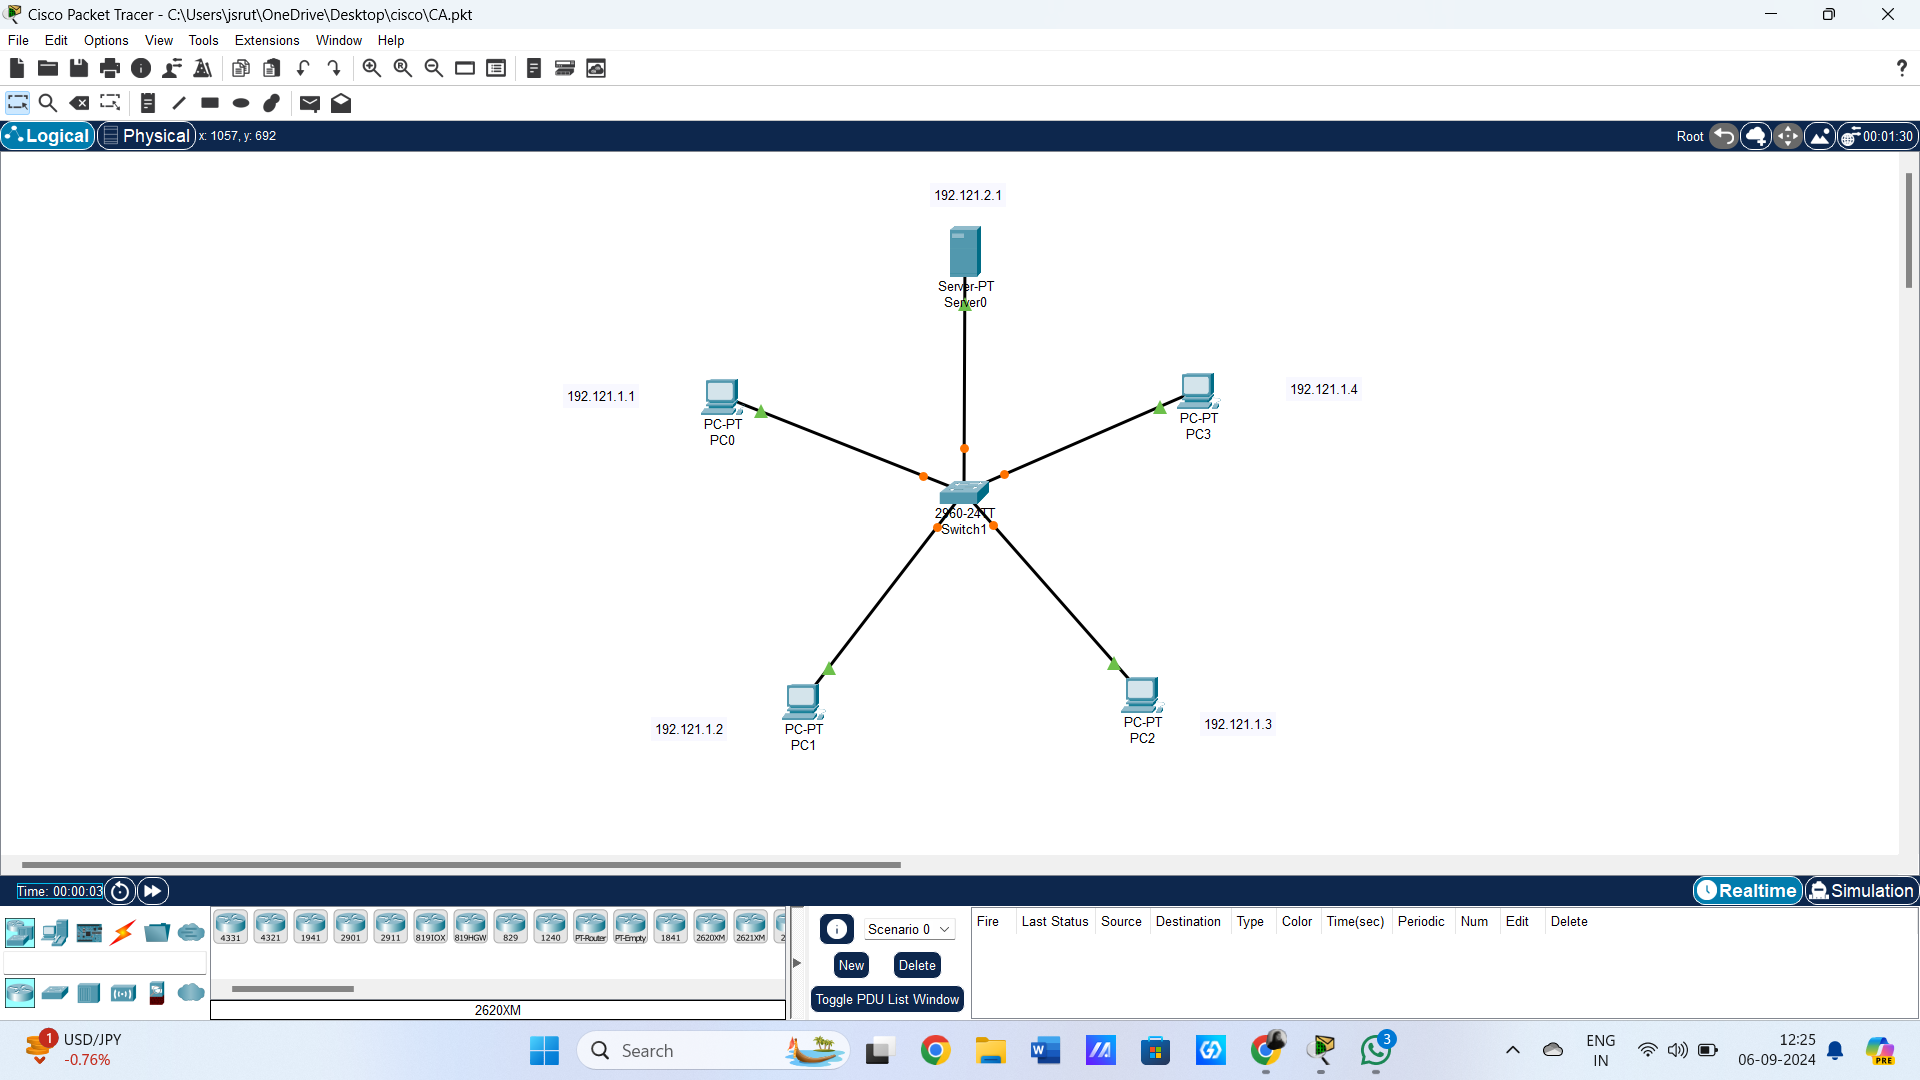 Cisco Packet Tracer - C:\Users\jsrut\OneDrive\Desktop\cisco\CA.pkt
File Edit Options View Tools Extensions Window Help
?
Logical Physical x: 1057, y: 692 Root 00:01:30
192.121.2.1
Server-PT
Server0
192.121.1.1
PC-PT
PC0
192.121.1.4
PC-PT
PC3
2960-24TT
Switch1
192.121.1.2
PC-PT
PC1
192.121.1.3
PC-PT
PC2
Time: 00:00:03 Realtime Simulation
4331 4321 1941 2901 2911 819IOX 819HGW 829 1240 PT-Router PT-Empty 1841 2620XM 2621XM 2
2620XM
Scenario 0
New Delete
Toggle PDU List Window
Fire Last Status Source Destination Type Color Time(sec) Periodic Num Edit Delete
1 USD/JPY
-0.76%
Search
W
3
PRE
ENG
IN
12:25
06-09-2024